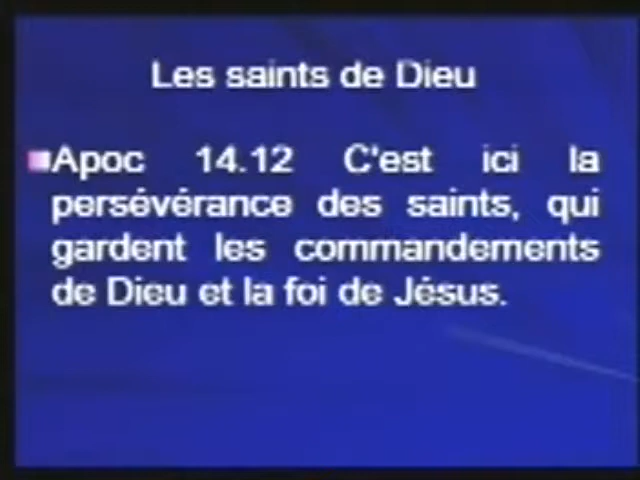 Les saints de Dieu
Apoc 14.12 C'est ici la
persévérance des saints, qui
gardent les commandements
de Dieu et la foi de Jésus.